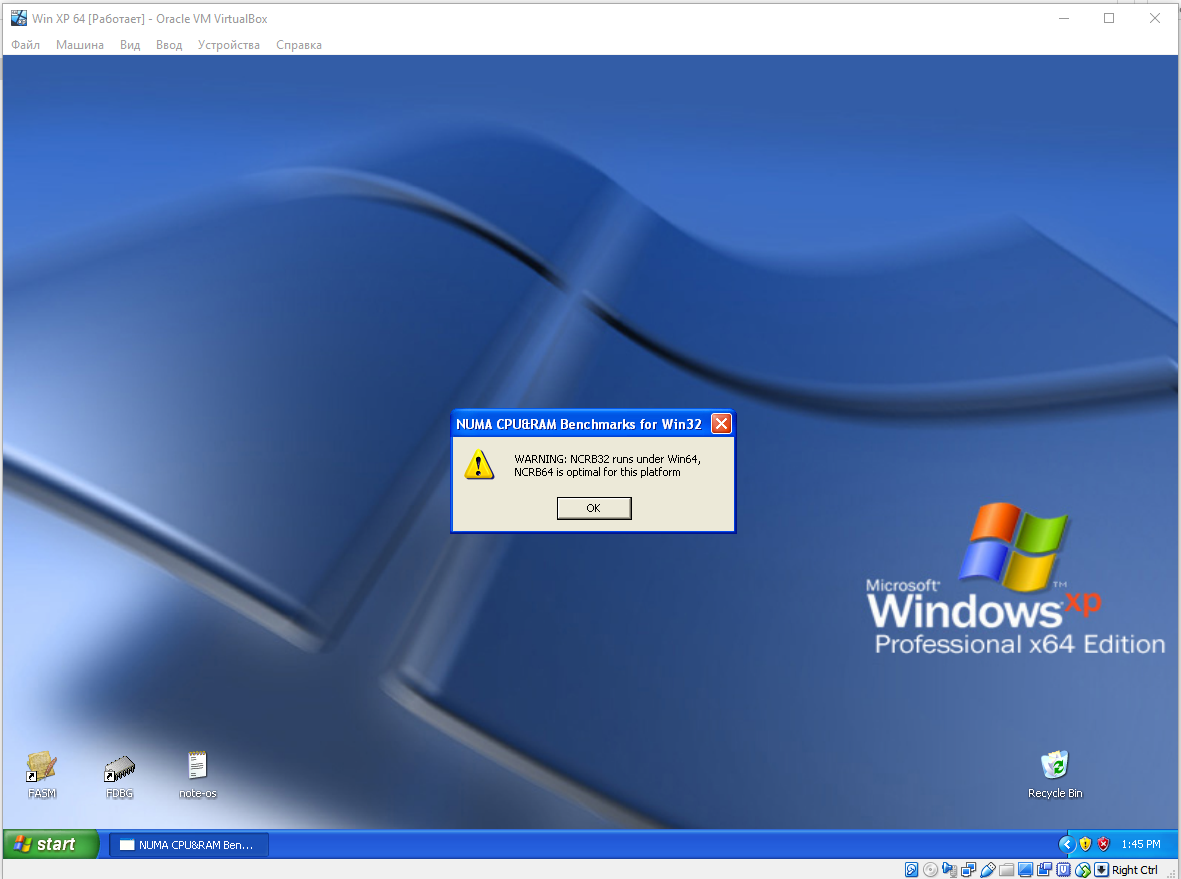 Win XP 64 [Работает] - Oracle VM VirtualBox
Файл Машина Вид Ввод Устройства Справка
NUMA CPU&RAM Benchmarks for Win32
WARNING: NCRB32 runs under Win64,
NCRB64 is optimal for this platform
OK
Microsoft®
Windows xp ™
Professional x64 Edition
FASM FDBG note-os Recycle Bin
start NUMA CPU&RAM Ben... 1:45 PM
Right Ctrl